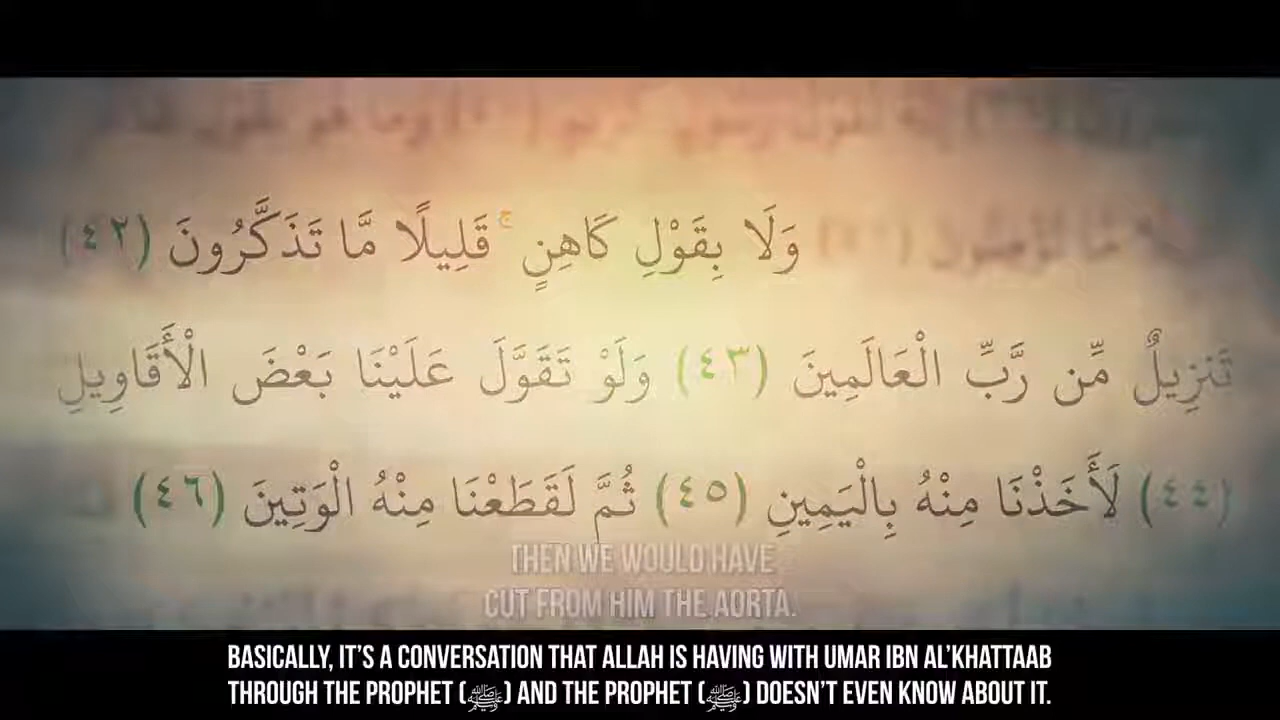 وَلَا بِقَوْلِ كَاهِنٍ ۚ قَلِيلًا مَّا تَذَكَّرُونَ (٤٢)
تَنزِيلٌ مِّن رَّبِّ الْعَالَمِينَ (٤٣) وَلَوْ تَقَوَّلَ عَلَيْنَا بَعْضَ الْأَقَاوِيلِ
(٤٤) لَأَخَذْنَا مِنْهُ بِالْيَمِينِ (٤٥) ثُمَّ لَقَطَعْنَا مِنْهُ الْوَتِينَ (٤٦)
THEN WE WOULD HAVE
CUT FROM HIM THE AORTA.
BASICALLY, IT'S A CONVERSATION THAT ALLAH IS HAVING WITH UMAR IBN AL'KHATTAAB
THROUGH THE PROPHET (ﷺ) AND THE PROPHET (ﷺ) DOESN'T EVEN KNOW ABOUT IT.